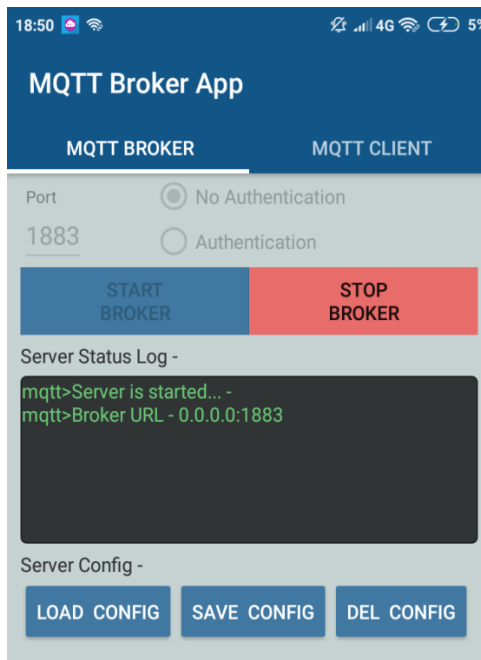 18:50 4G 5%
MQTT Broker App
MQTT BROKER MQTT CLIENT
Port No Authentication
1883 Authentication
START STOP
BROKER BROKER
Server Status Log -
mqtt>Server is started... -
mqtt>Broker URL - 0.0.0.0:1883
Server Config -
LOAD CONFIG SAVE CONFIG DEL CONFIG